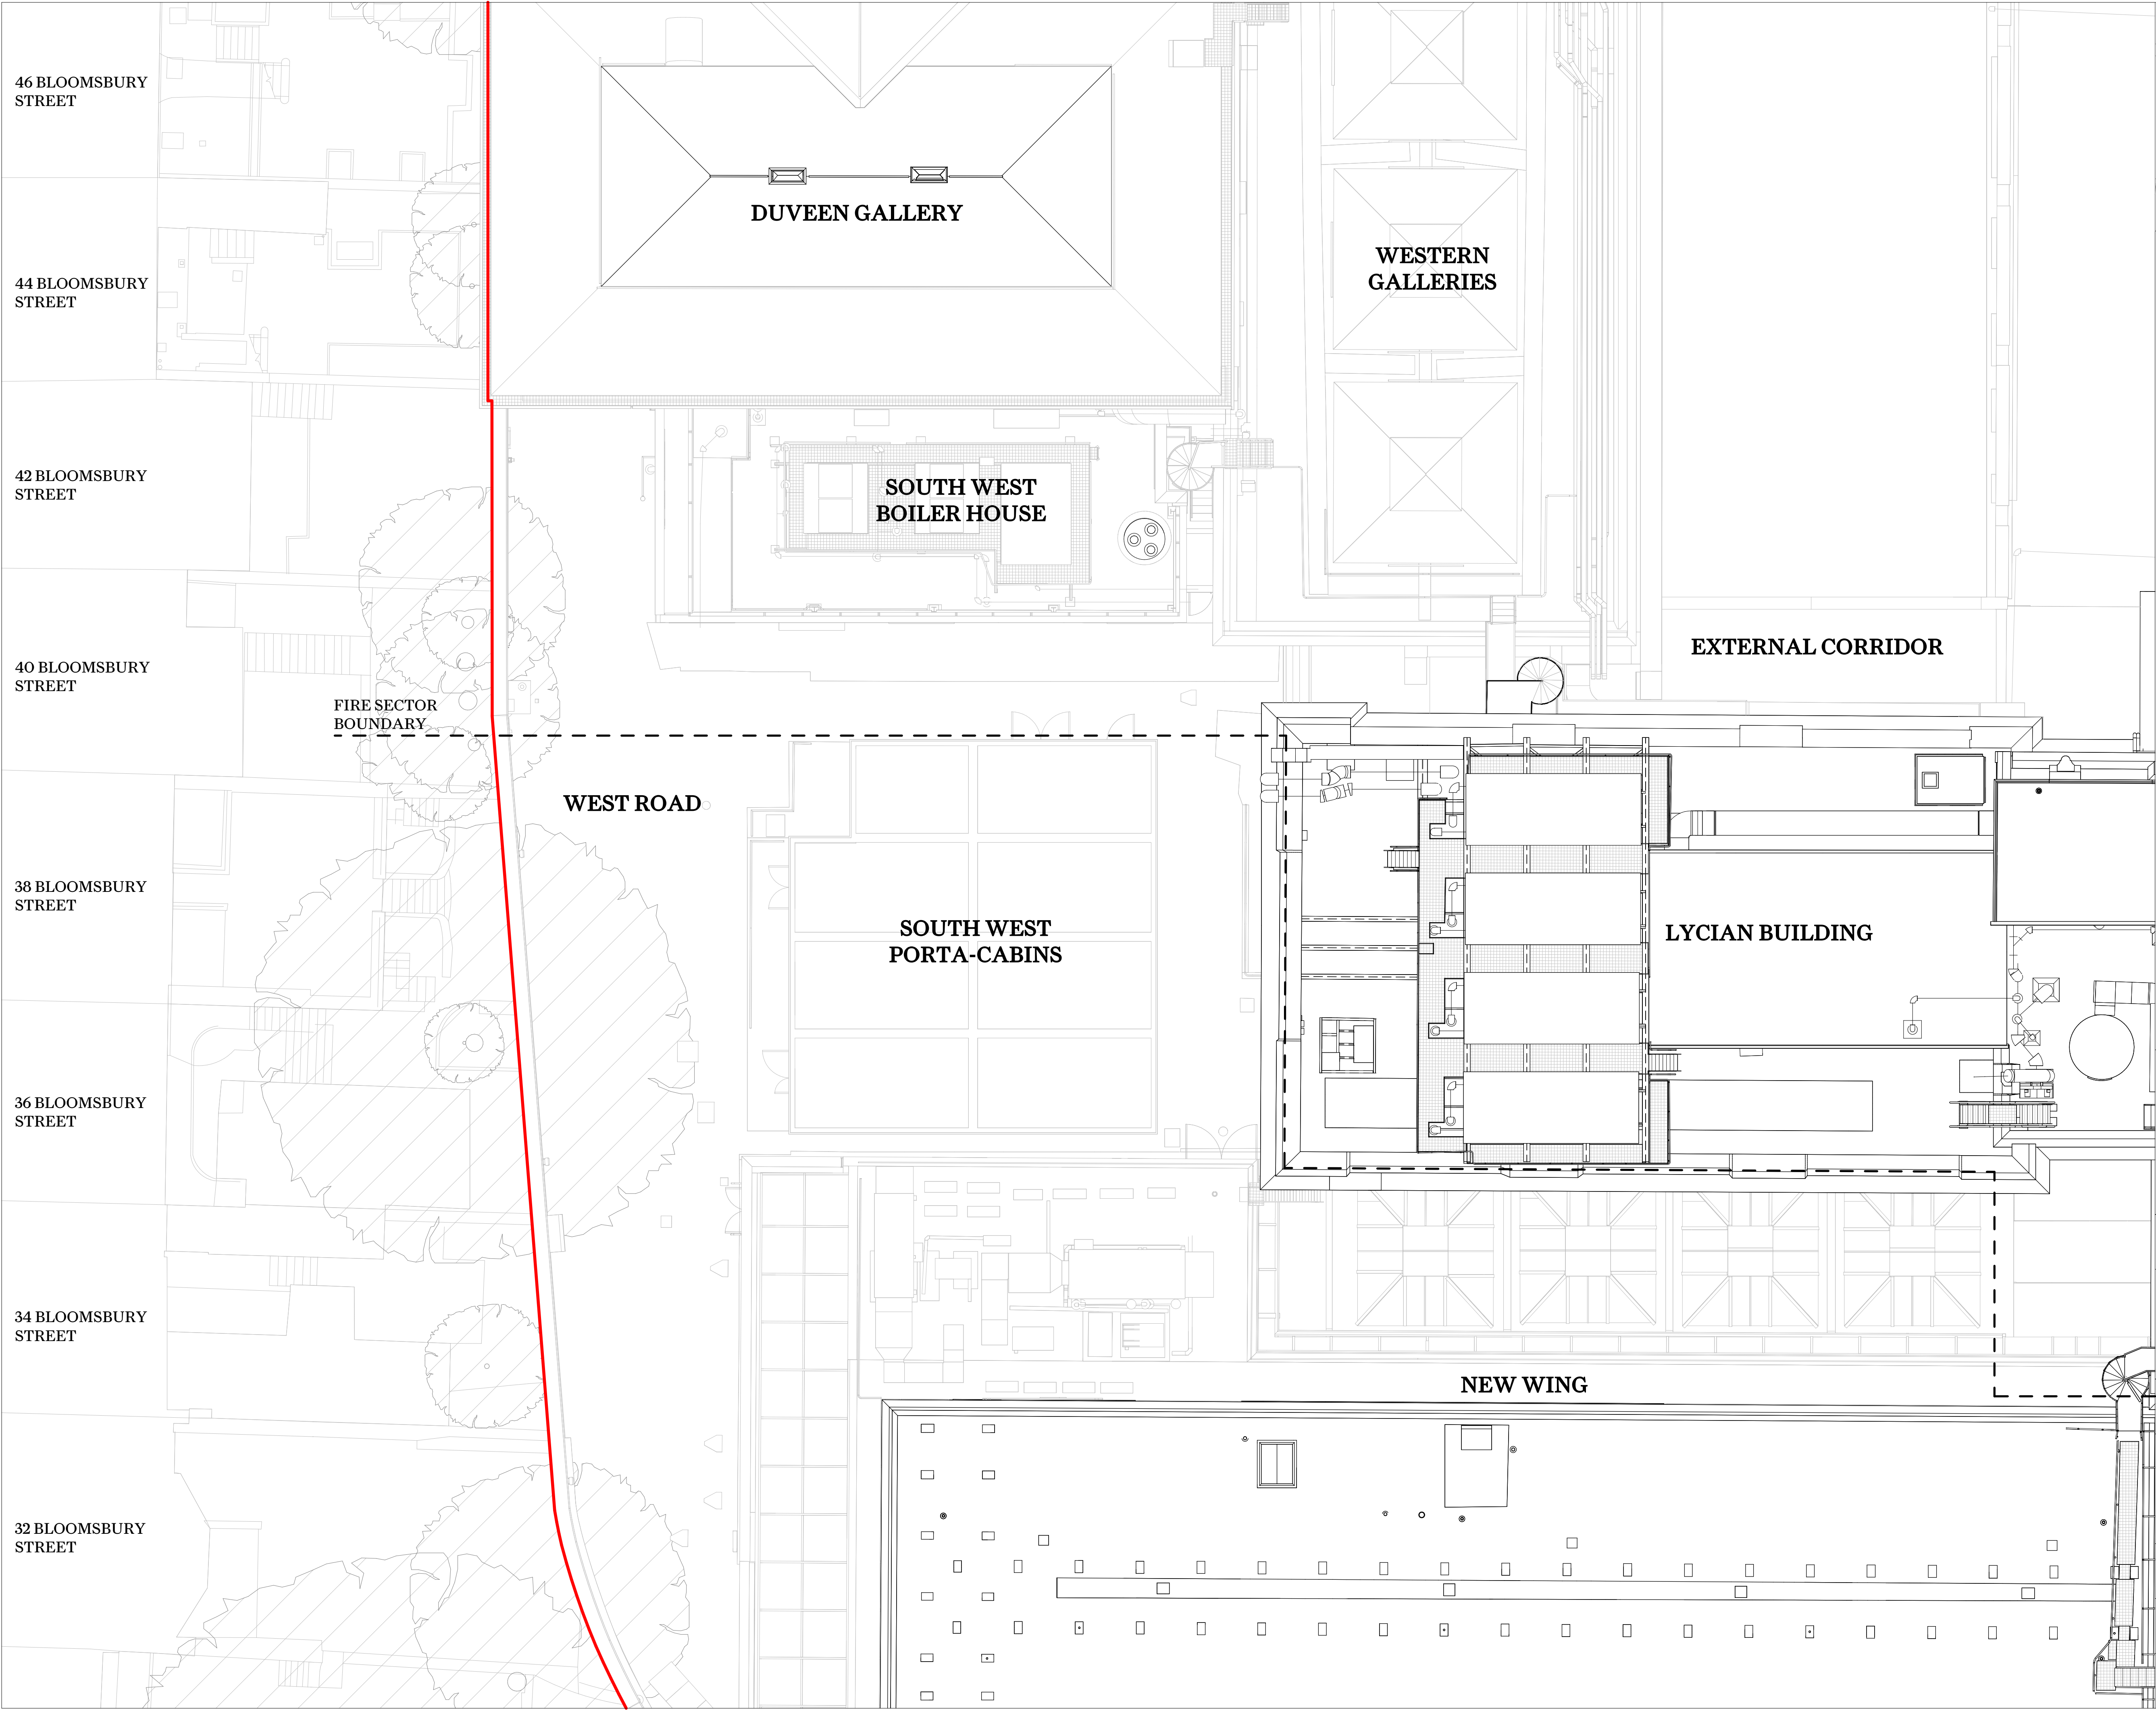 46 BLOOMSBURY
STREET
DUVEEN GALLERY
WESTERN
GALLERIES
44 BLOOMSBURY
STREET
42 BLOOMSBURY
STREET
SOUTH WEST
BOILER HOUSE
EXTERNAL CORRIDOR
40 BLOOMSBURY
STREET
FIRE SECTOR
BOUNDARY
WEST ROAD
38 BLOOMSBURY
STREET
SOUTH WEST
PORTA-CABINS
LYCIAN BUILDING
36 BLOOMSBURY
STREET
34 BLOOMSBURY
STREET
NEW WING
32 BLOOMSBURY
STREET